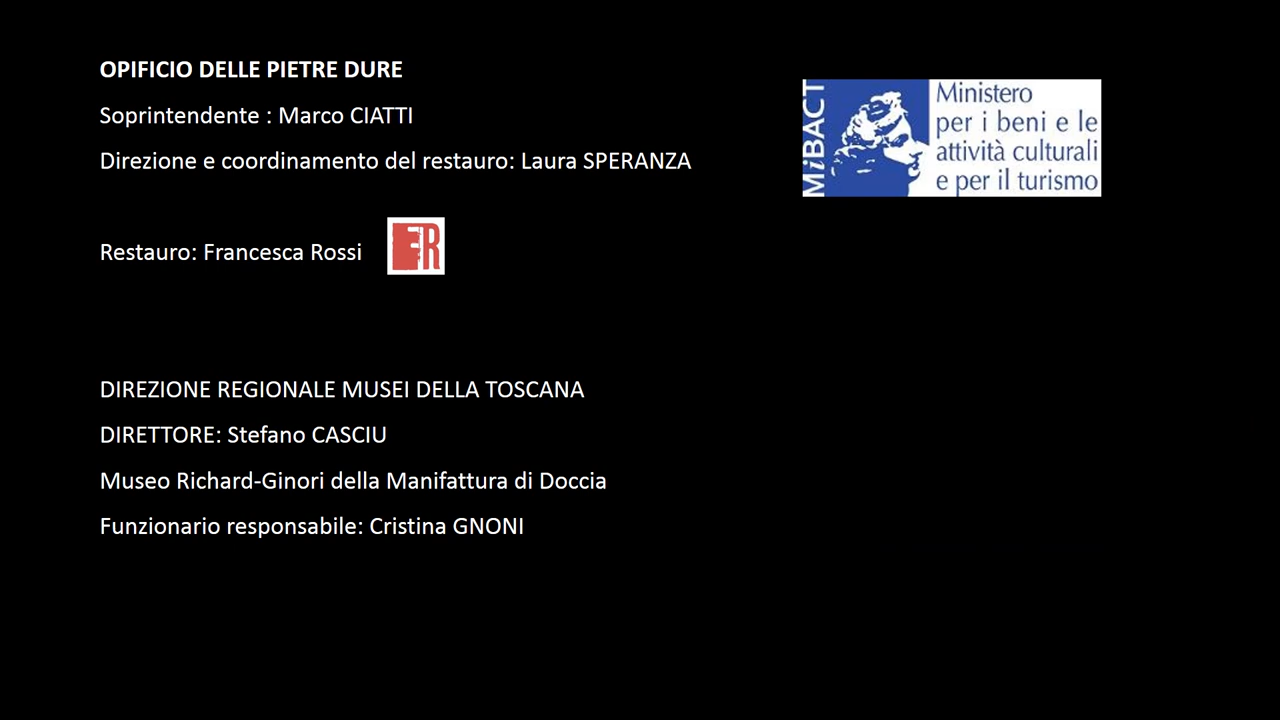 OPIFICIO DELLE PIETRE DURE
Soprintendente : Marco CIATTI
Direzione e coordinamento del restauro: Laura SPERANZA
MiBACT
Ministero
per i beni e le
attività culturali
e per il turismo
Restauro: Francesca Rossi
FR
DIREZIONE REGIONALE MUSEI DELLA TOSCANA
DIRETTORE: Stefano CASCIU
Museo Richard-Ginori della Manifattura di Doccia
Funzionario responsabile: Cristina GNONI